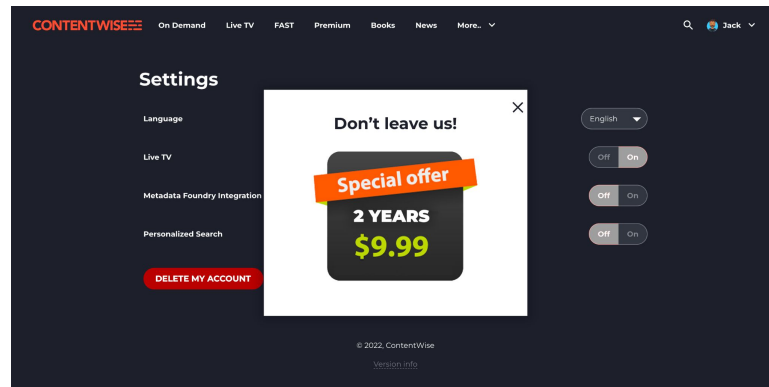 CONTENTWISE
On Demand Live TV FAST Premium Books News More.. Jack
Settings
Language English
Live TV Off On
Metadata Foundry Integration Off On
Personalized Search Off On
DELETE MY ACCOUNT
Don't leave us!
Special offer
2 YEARS
$9.99
© 2022, ContentWise
Version info